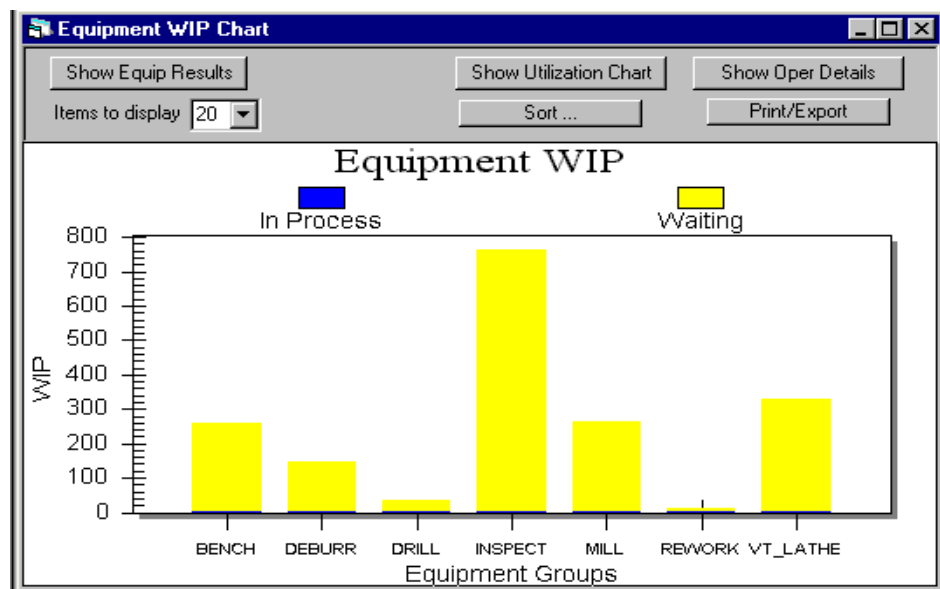 Equipment WIP Chart
Show Equip Results Show Utilization Chart Show Oper Details
Items to display 20 Sort ... Print/Export
Equipment WIP
In Process Waiting
800
700
600
500
400
300
200
100
0
WIP
BENCH DEBURR DRILL INSPECT MILL REWORK VT_LATHE
Equipment Groups